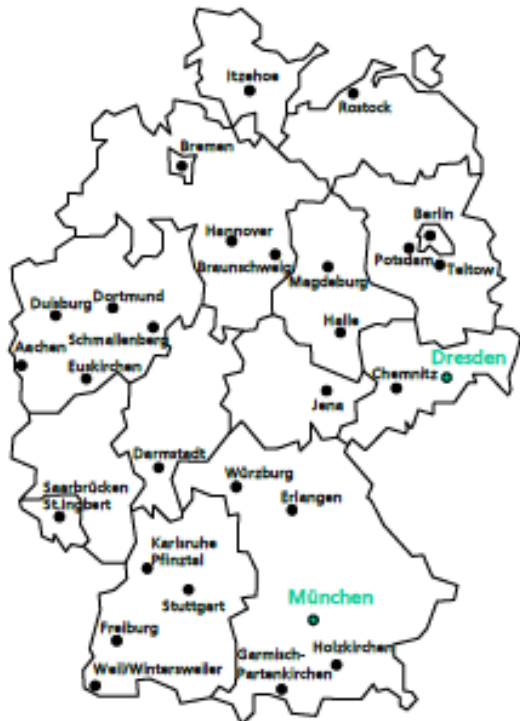 Itzehoe
Rostock
Bremen
Berlin
Hannover
Potsdam
Braunschweig
Teltow
Magdeburg
Duisburg
Dortmund
Halle
Schmallenberg
Aachen
Dresden
Euskirchen
Chemnitz
Jena
Darmstadt
Würzburg
Saarbrücken
St.Ingbert
Erlangen
Karlsruhe
Pfinztal
Stuttgart
München
Freiburg
Garmisch-
Partenkirchen
Holzkirchen
Weil/Wintersweiler